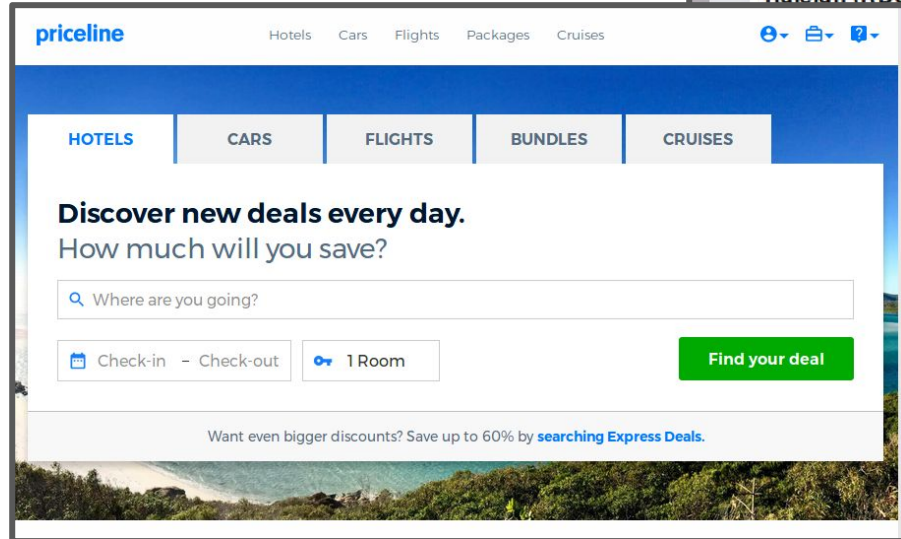 priceline
Hotels Cars Flights Packages Cruises
HOTELS CARS FLIGHTS BUNDLES CRUISES
Discover new deals every day.
How much will you save?
Where are you going?
Check-in - Check-out 1 Room Find your deal
Want even bigger discounts? Save up to 60% by searching Express Deals.